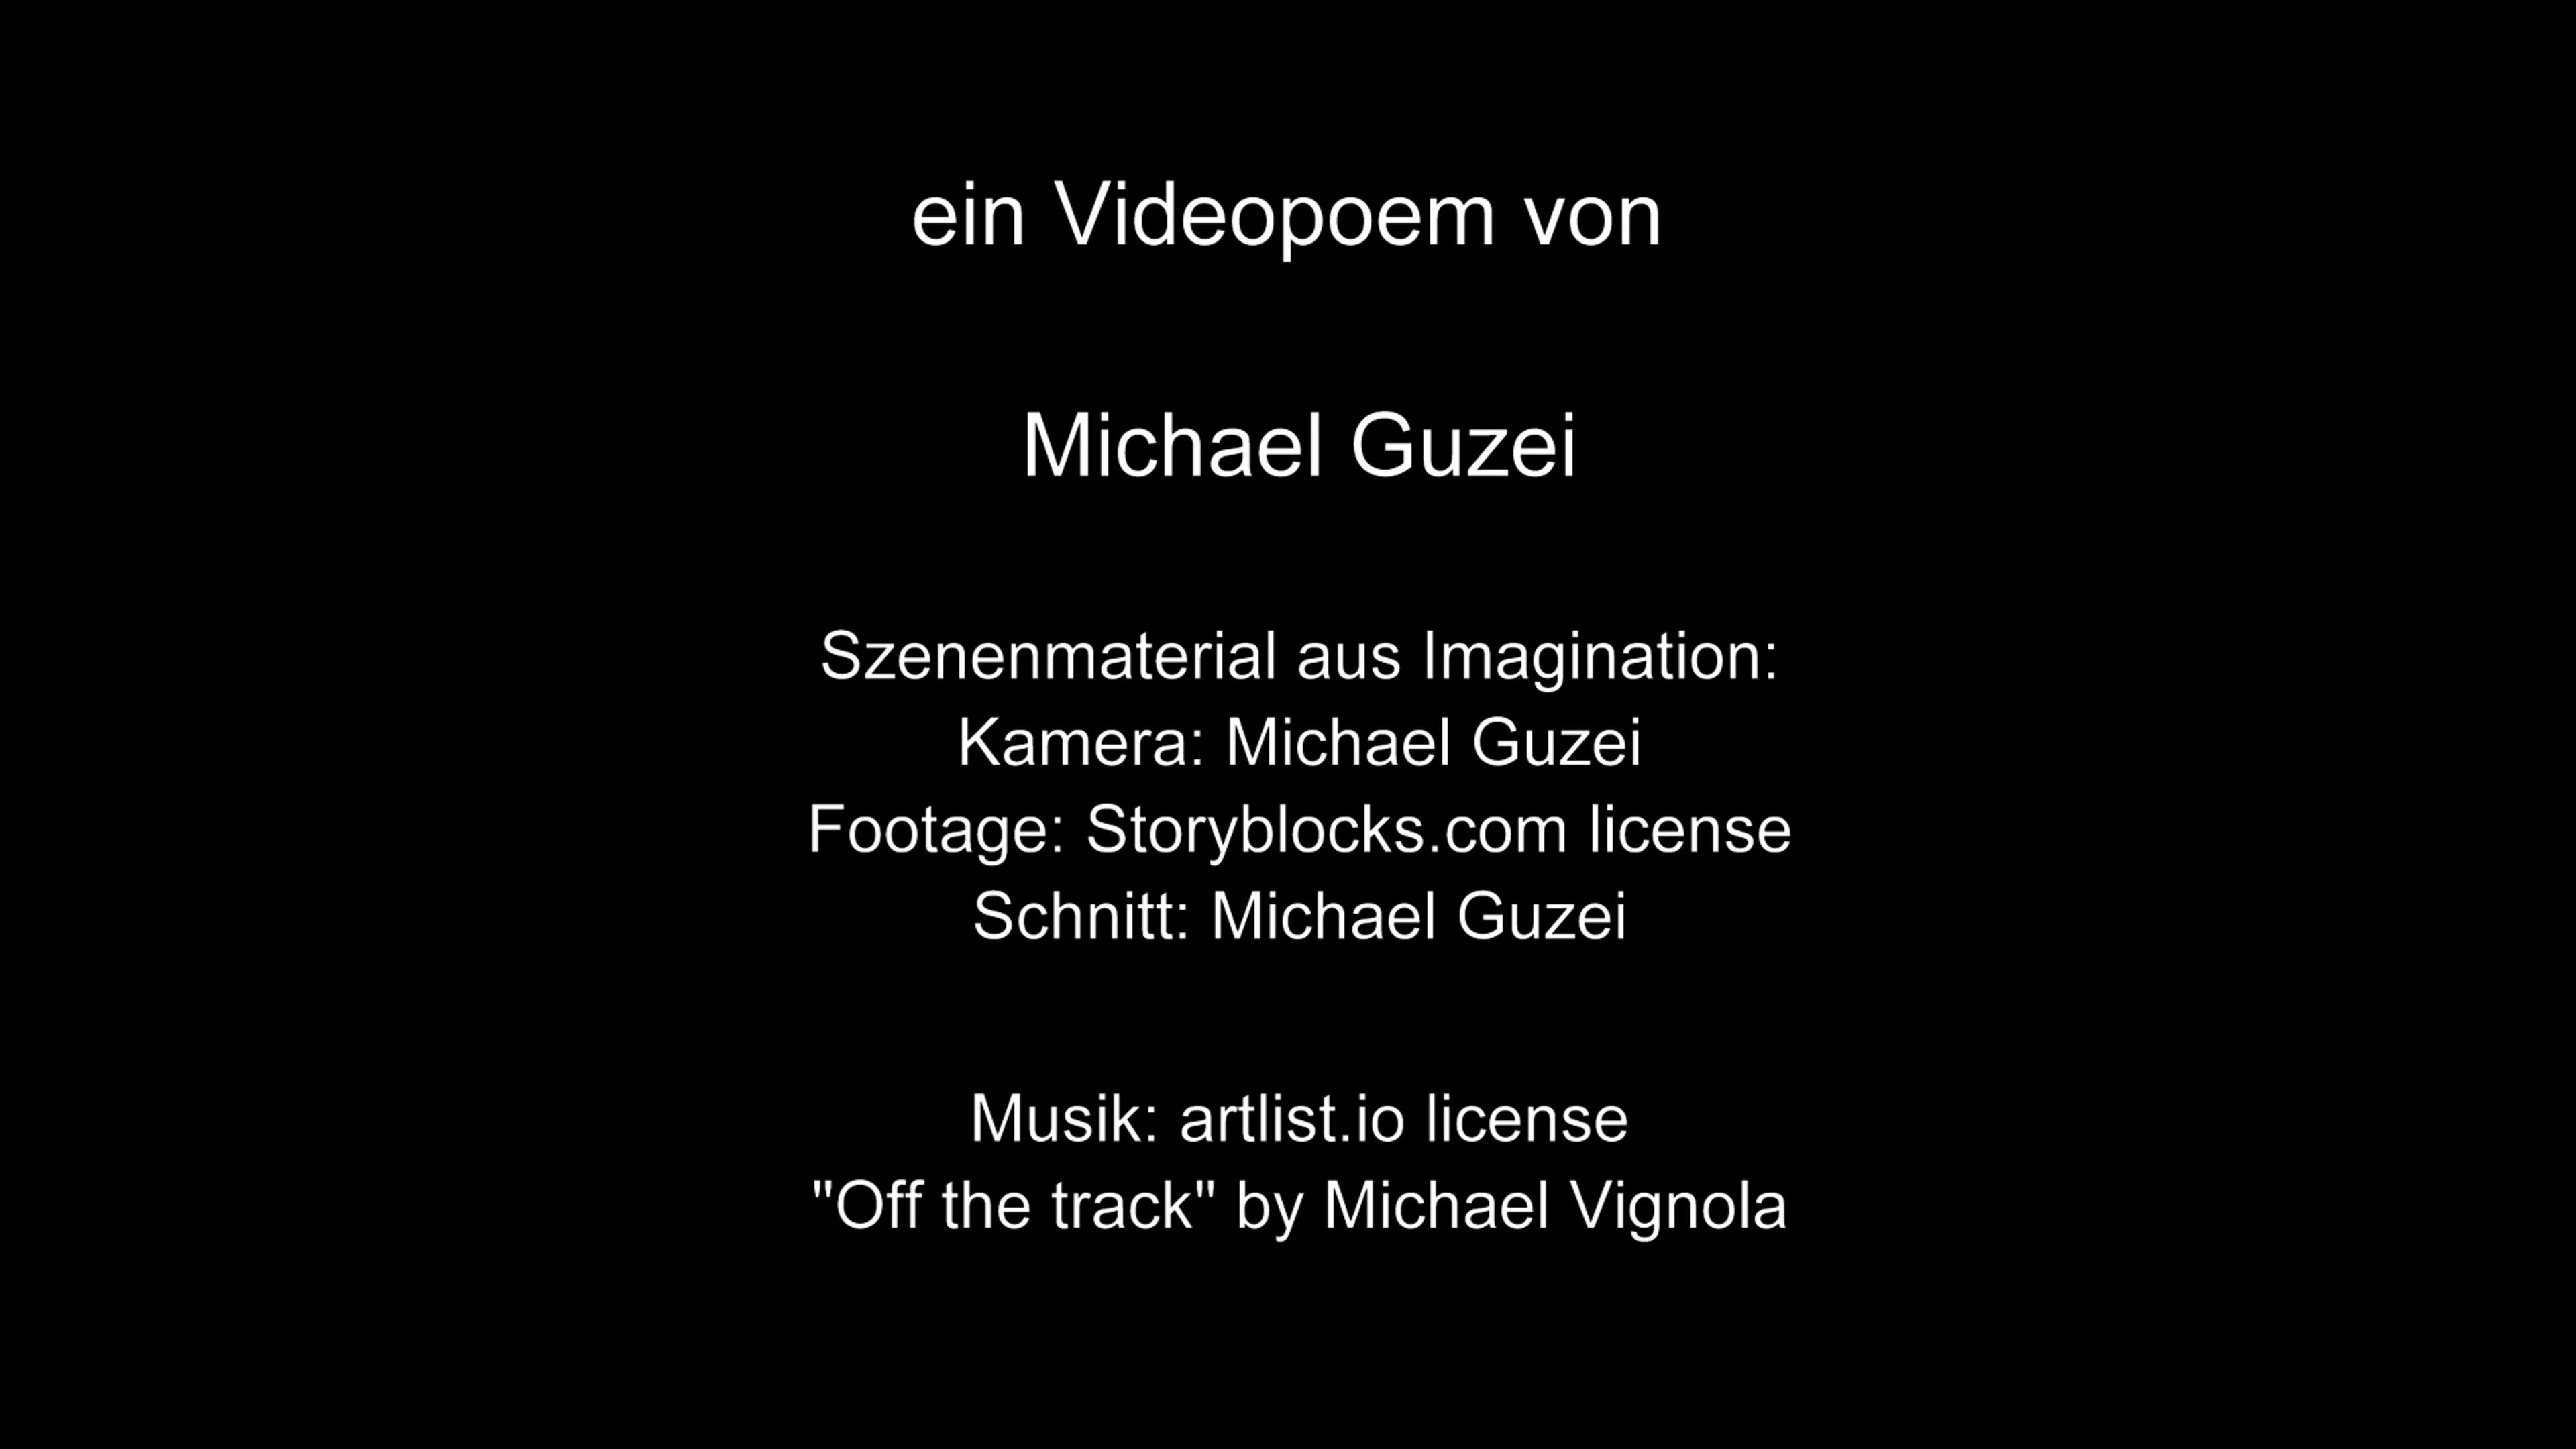 ein Videopoem von
Michael Guzei
Szenenmaterial aus Imagination:
Kamera: Michael Guzei
Footage: Storyblocks.com license
Schnitt: Michael Guzei
Musik: artlist.io license
"Off the track" by Michael Vignola